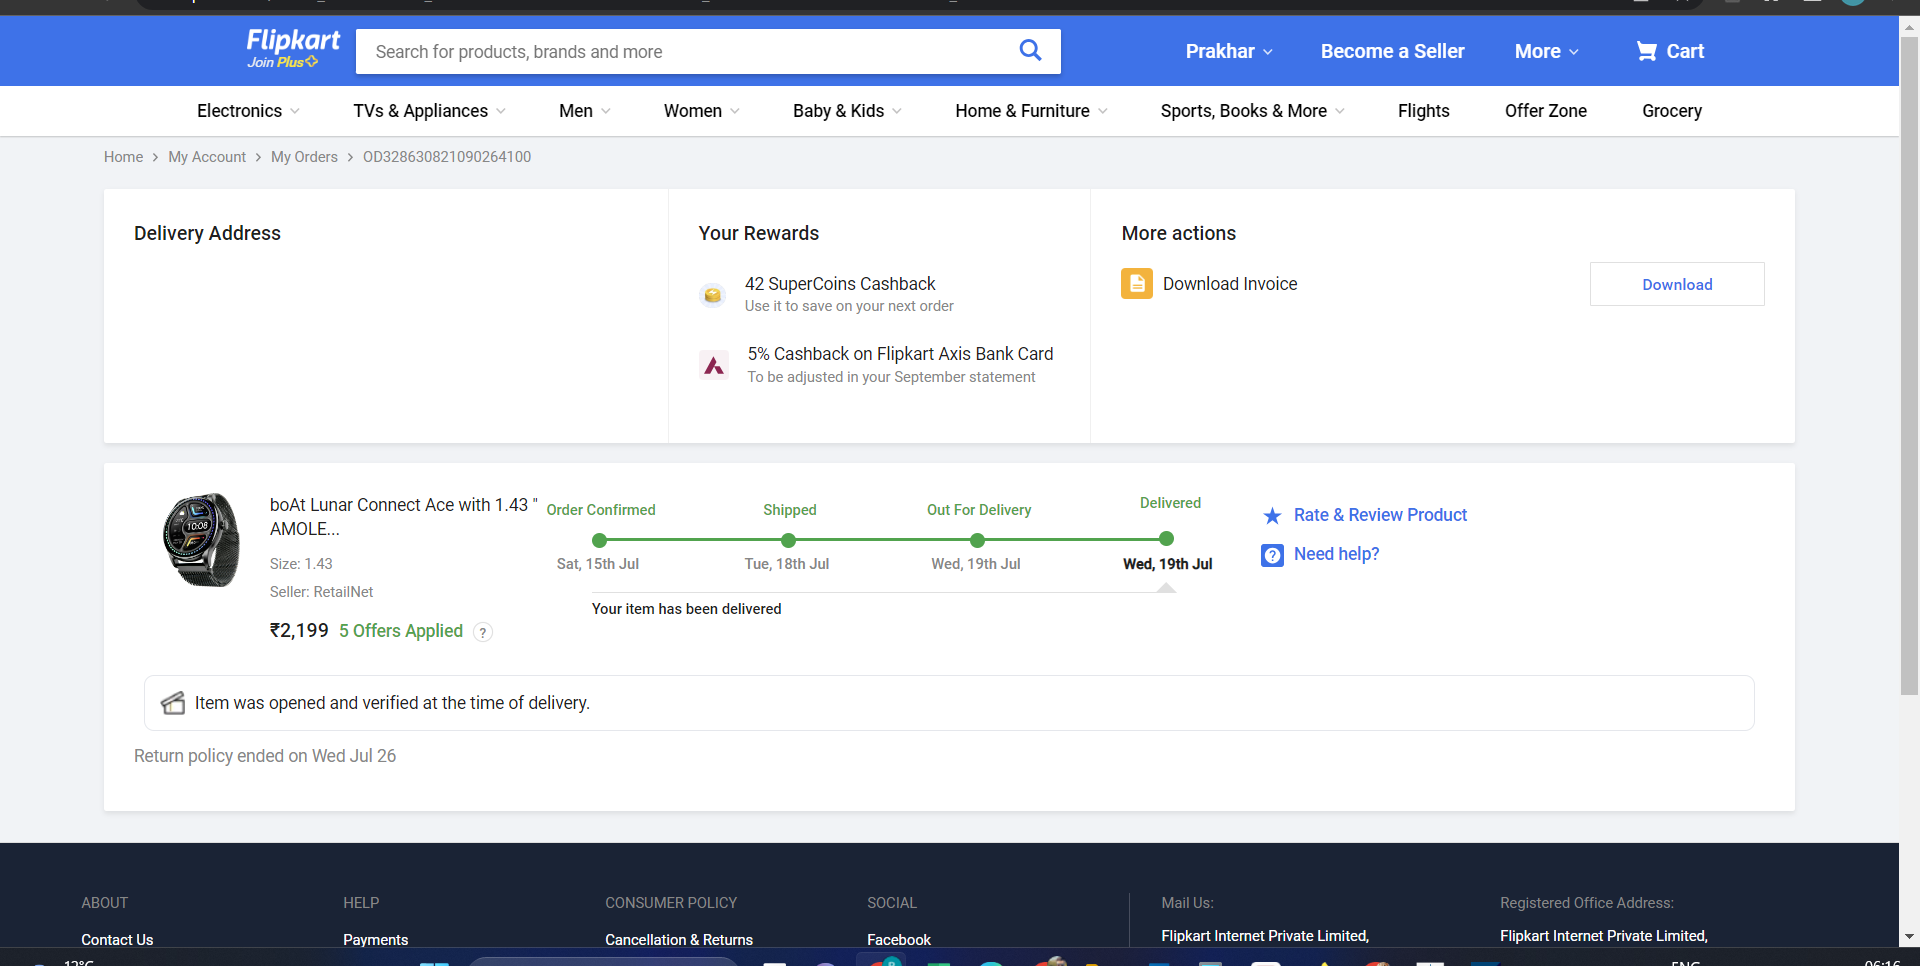 Flipkart
Join Plus
Search for products, brands and more
Prakhar
Become a Seller
More
Cart
Electronics
TVs & Appliances
Men
Women
Baby & Kids
Home & Furniture
Sports, Books & More
Flights
Offer Zone
Grocery
Home
My Account
My Orders
OD328630821090264100
Delivery Address
Your Rewards
42 SuperCoins Cashback
Use it to save on your next order
5% Cashback on Flipkart Axis Bank Card
To be adjusted in your September statement
More actions
Download Invoice
Download
boAt Lunar Connect Ace with 1.43 "
AMOLE...
Size: 1.43
Seller: RetailNet
₹2,199 5 Offers Applied ?
10:08
Order Confirmed
Shipped
Out For Delivery
Delivered
Sat, 15th Jul
Tue, 18th Jul
Wed, 19th Jul
Wed, 19th Jul
Your item has been delivered
Rate & Review Product
? Need help?
Item was opened and verified at the time of delivery.
Return policy ended on Wed Jul 26
ABOUT
Contact Us
HELP
Payments
CONSUMER POLICY
Cancellation & Returns
SOCIAL
Facebook
Mail Us:
Flipkart Internet Private Limited,
Registered Office Address:
Flipkart Internet Private Limited,